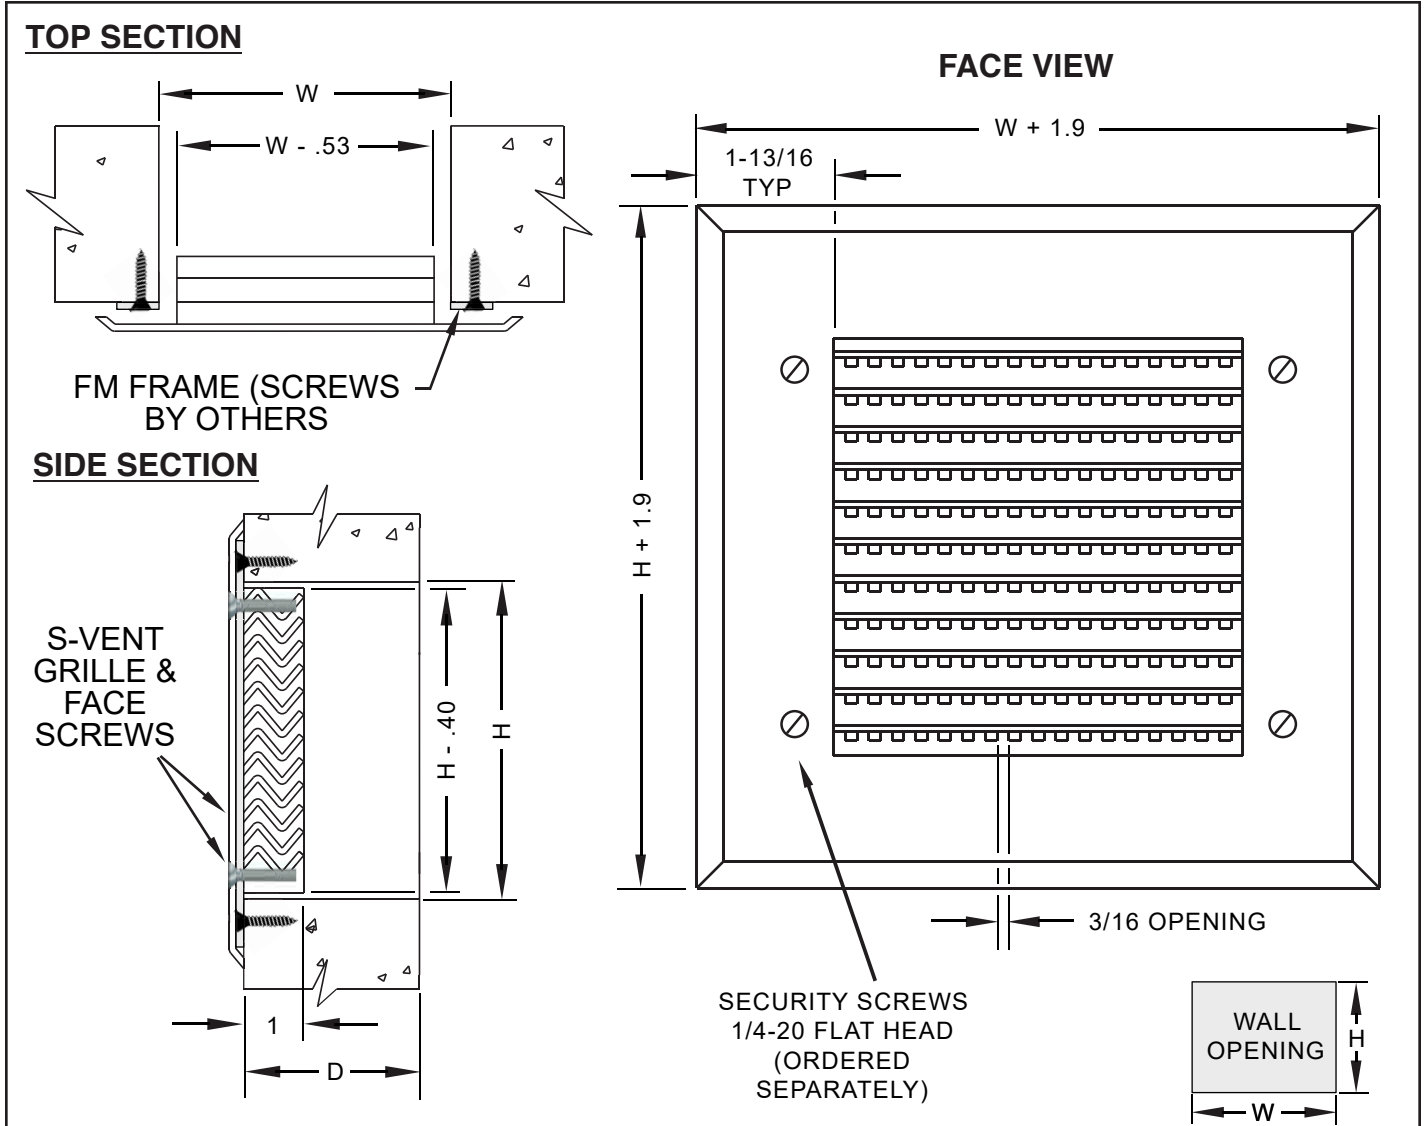 TOP SECTION
W
W - .53
FM FRAME (SCREWS
BY OTHERS
SIDE SECTION
S-VENT
GRILLE &
FACE
SCREWS
H - .40
H
1
D
FACE VIEW
W + 1.9
1-13/16
TYP
H + 1.9
3/16 OPENING
SECURITY SCREWS
1/4-20 FLAT HEAD
(ORDERED
SEPARATELY)
WALL
OPENING
H
W